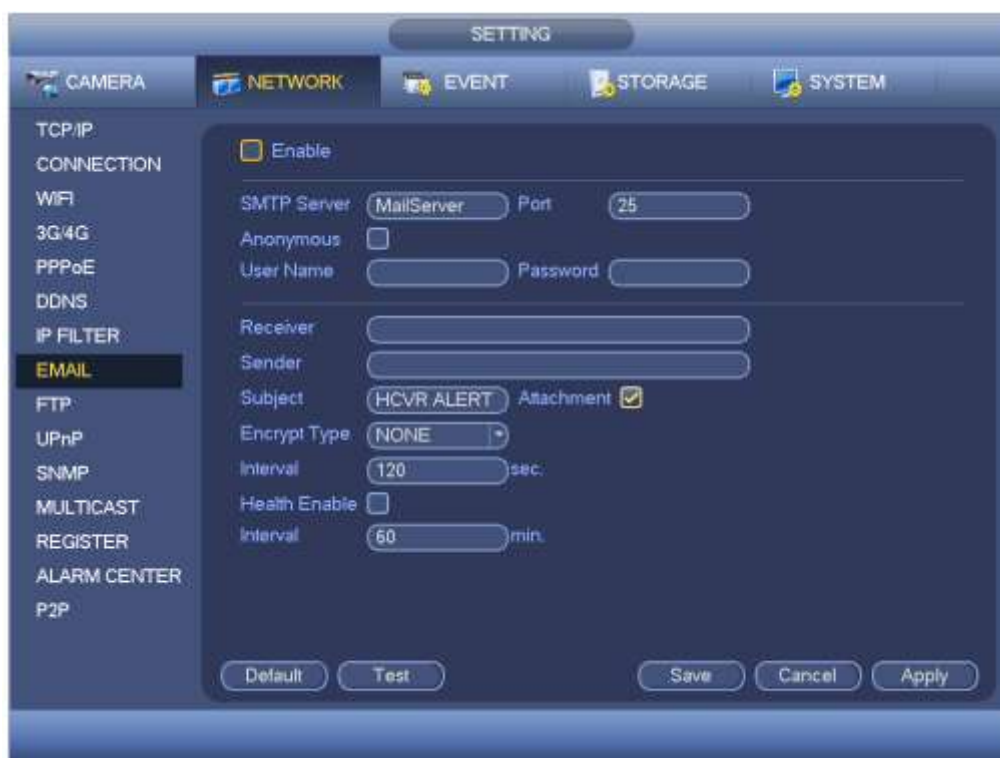 SETTING
CAMERA NETWORK EVENT STORAGE SYSTEM
TCP/IP
CONNECTION
WIFI
3G/4G
PPPoE
DDNS
IP FILTER
EMAIL
FTP
UPnP
SNMP
MULTICAST
REGISTER
ALARM CENTER
P2P
Enable
SMTP Server MailServer Port 25
Anonymous
User Name Password
Receiver
Sender
Subject HCVR ALERT Attachment
Encrypt Type NONE
Interval 120 sec.
Health Enable
Interval 60 min.
Default Test Save Cancel Apply